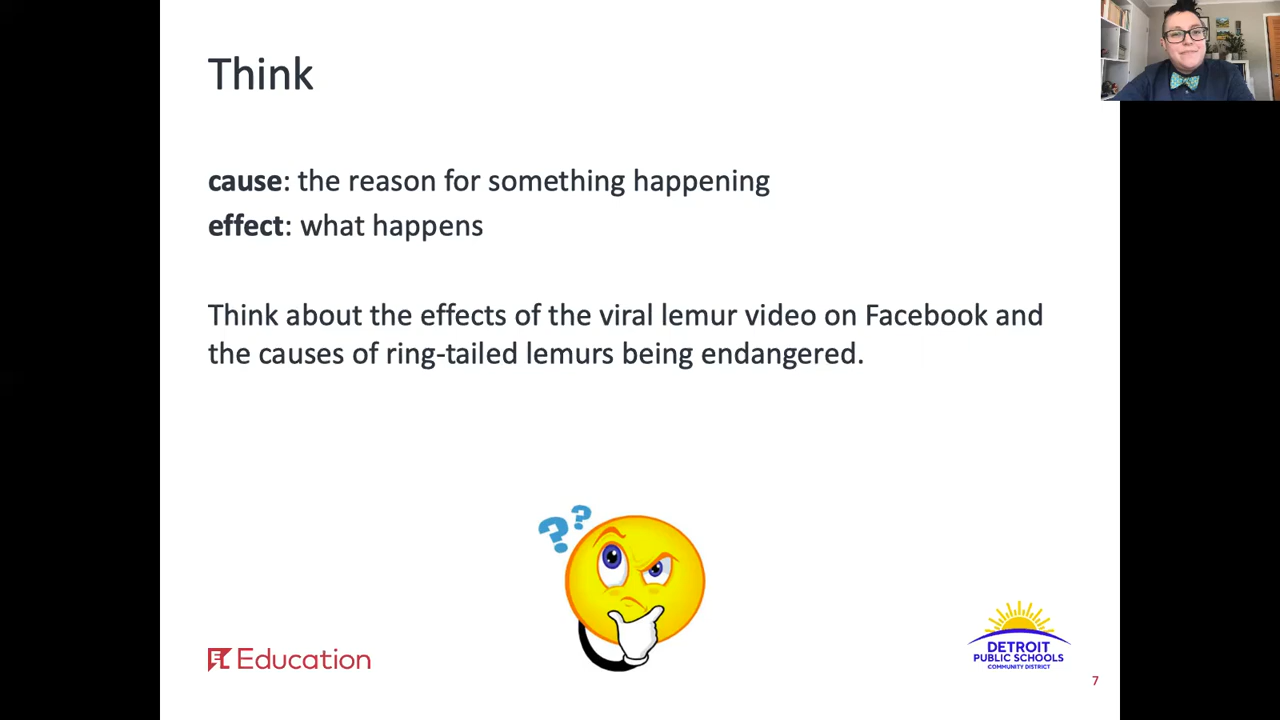 Think
cause: the reason for something happening
effect: what happens
Think about the effects of the viral lemur video on Facebook and
the causes of ring-tailed lemurs being endangered.
??
EL Education
DETROIT
PUBLIC SCHOOLS
COMMUNITY DISTRICT
7